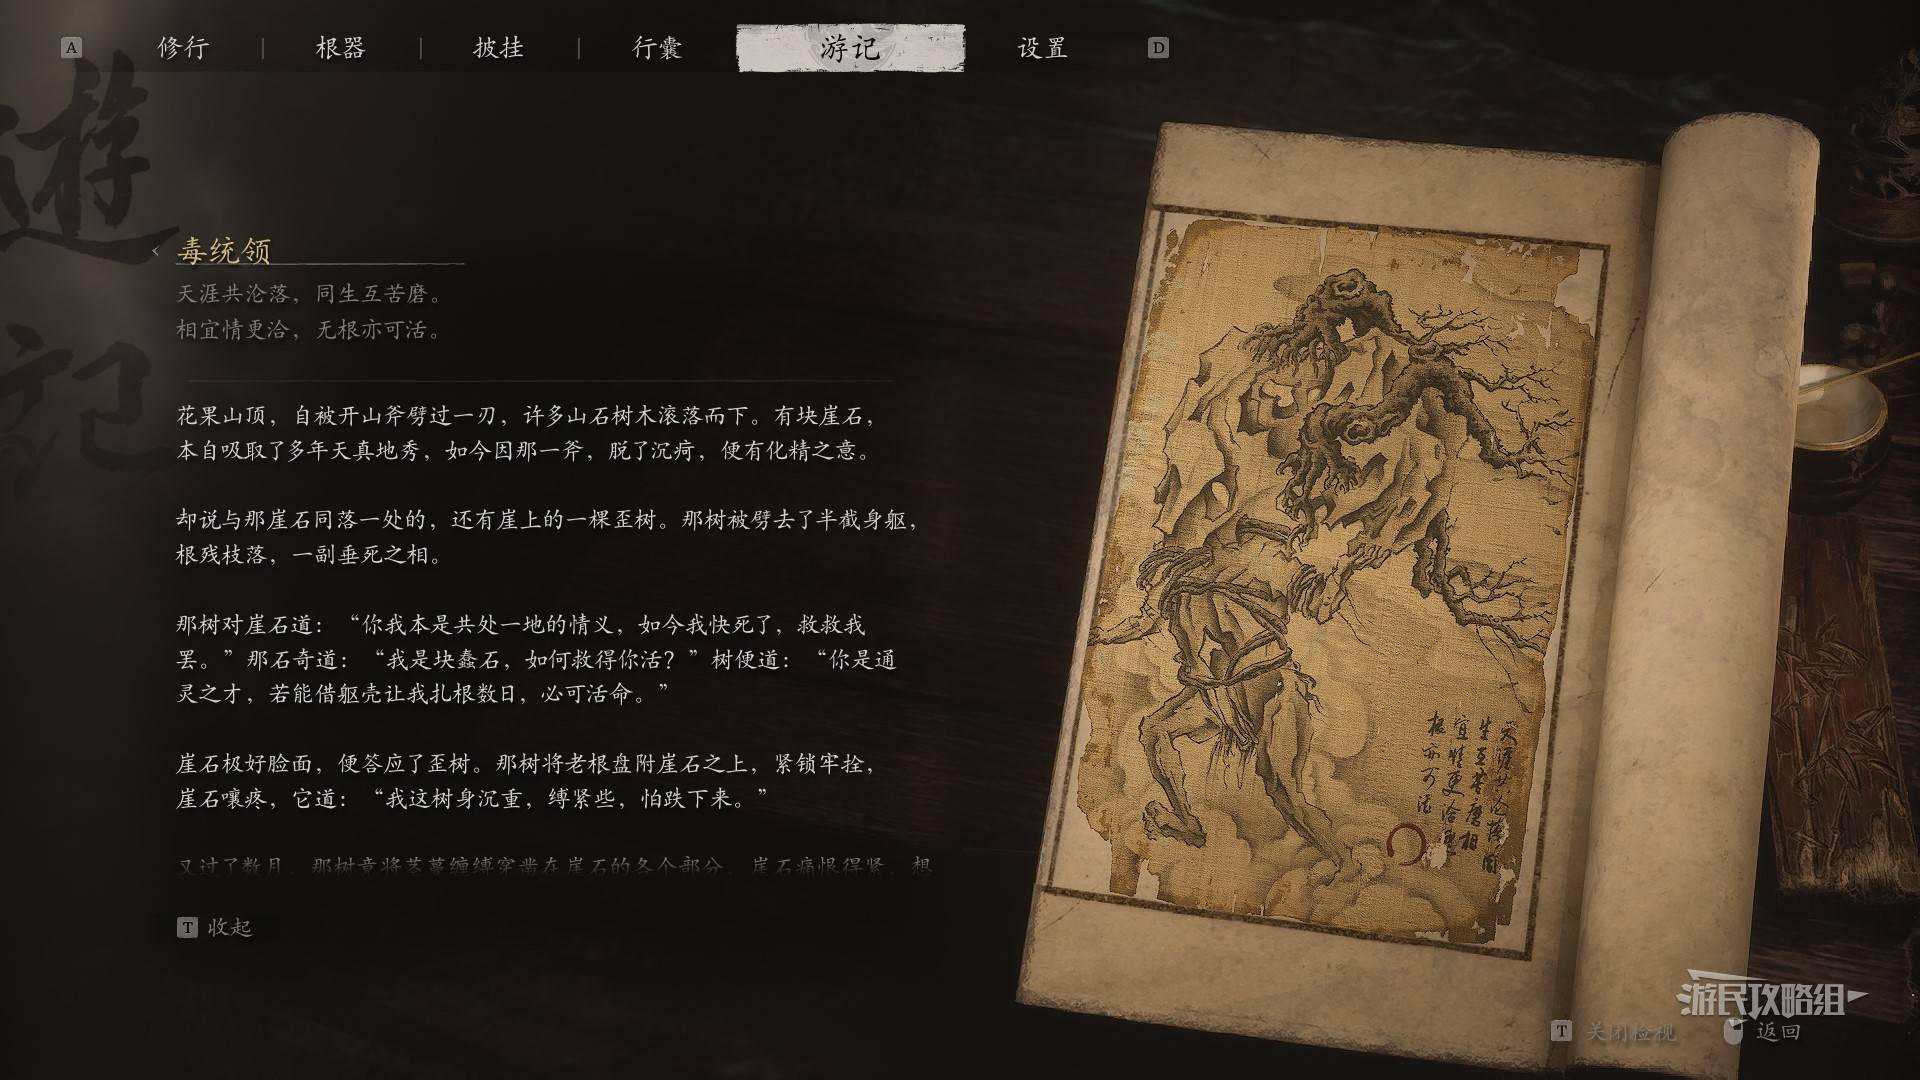 A 修行 根器 披挂 行囊 游记 设置 D
遊記
毒统领
天涯共沦落，同生互苦磨。
相宜情更洽，无根亦可活。
花果山顶，自被开山斧劈过一刃，许多山石树木滚落而下。有块崖石，
本自吸取了多年天真地秀，如今因那一斧，脱了沉疴，便有化精之意。
却说与那崖石同落一处的，还有崖上的一棵歪树。那树被劈去了半截身躯，
根残枝落，一副垂死之相。
那树对崖石道：“你我本是共处一地的情义，如今我快死了，救救我
罢。”那石奇道：“我是块蠢石，如何救得你活？”树便道：“你是通
灵之才，若能借躯壳让我扎根数日，必可活命。”
崖石极好脸面，便答应了歪树。那树将老根盘附崖石之上，紧锁牢拴，
崖石嚷疼，它道：“我这树身沉重，缚紧些，怕跌下来。”
又过了数月，那树竟将茎蔓缠缚穿凿在崖石的各个部分，崖石痛恨得紧，想
T 收起
天涯共沦落同
生互苦磨相
宜情更洽无
根亦可活
游民攻略组
T 关闭检视 返回